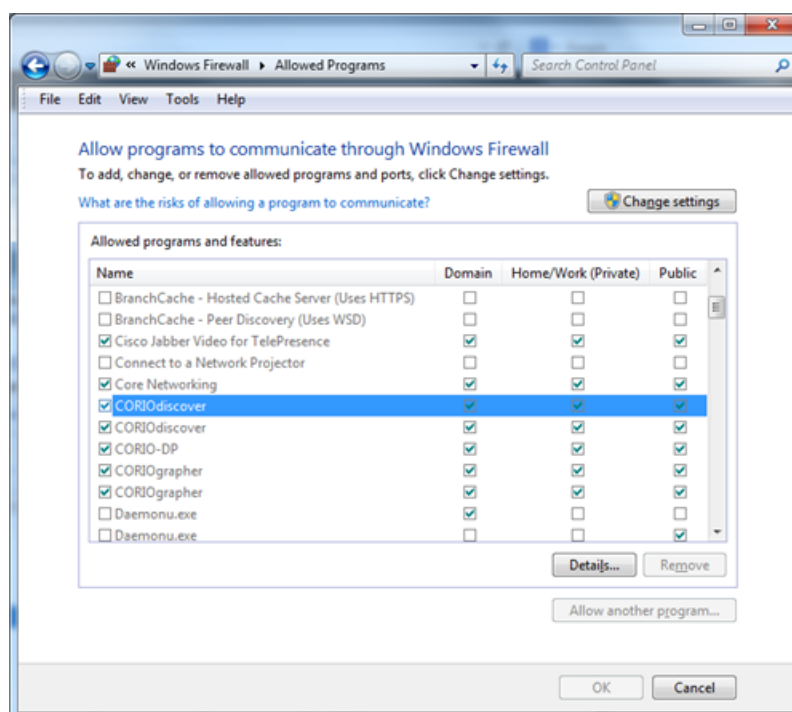 « Windows Firewall ▸ Allowed Programs Search Control Panel
File Edit View Tools Help
Allow programs to communicate through Windows Firewall
To add, change, or remove allowed programs and ports, click Change settings.
What are the risks of allowing a program to communicate? Change settings
Allowed programs and features:
Name Domain Home/Work (Private) Public
BranchCache - Hosted Cache Server (Uses HTTPS)
BranchCache - Peer Discovery (Uses WSD)
Cisco Jabber Video for TelePresence
Connect to a Network Projector
Core Networking
CORIOdiscover
CORIOdiscover
CORIO-DP
CORIOgrapher
CORIOgrapher
Daemonu.exe
Daemonu.exe
Details... Remove
Allow another program...
OK Cancel